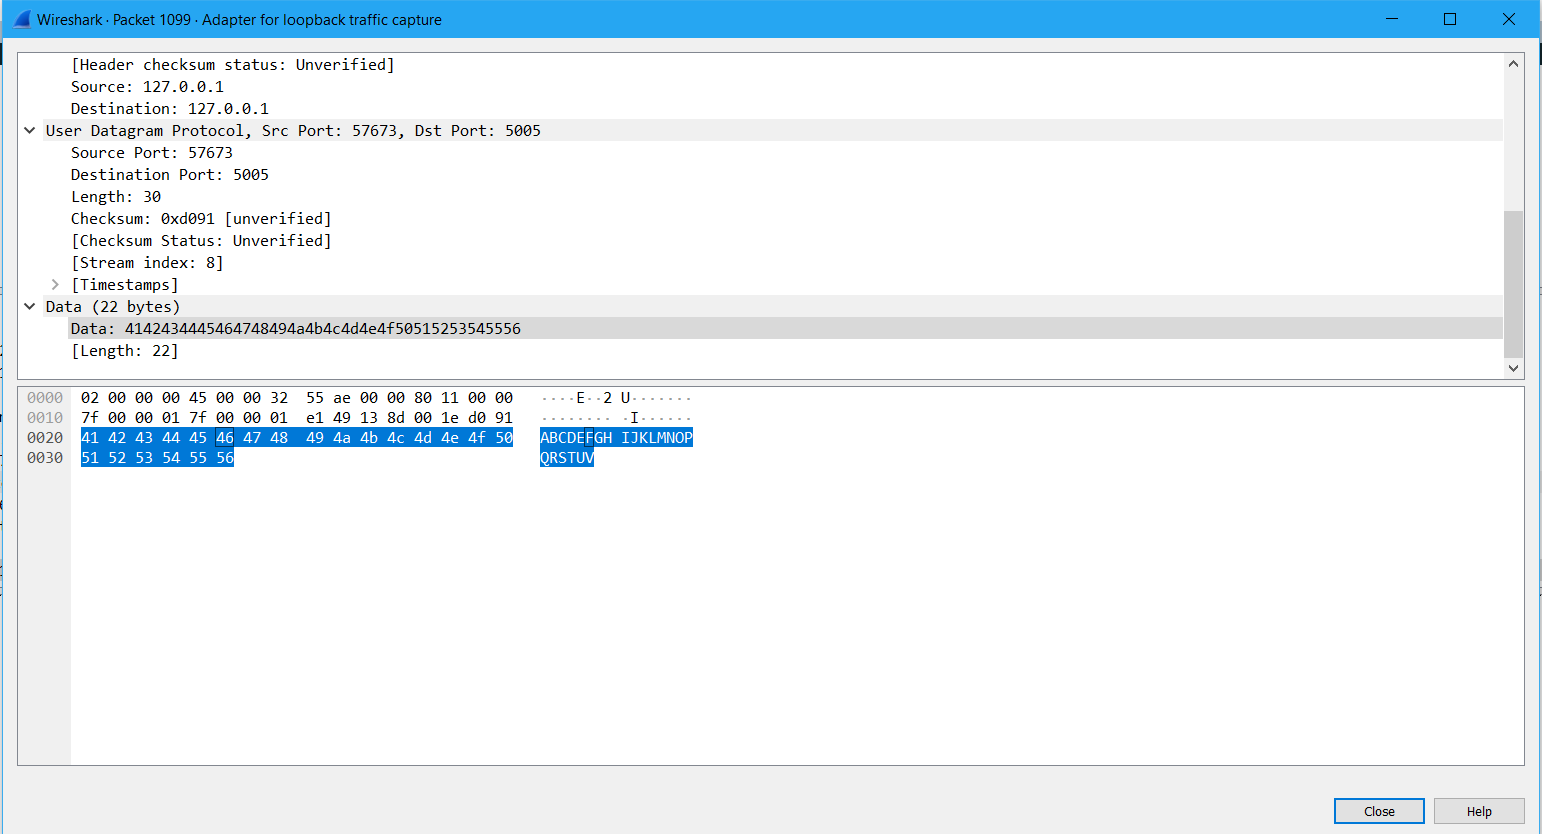 Wireshark · Packet 1099 · Adapter for loopback traffic capture
[Header checksum status: Unverified]
Source: 127.0.0.1
Destination: 127.0.0.1
User Datagram Protocol, Src Port: 57673, Dst Port: 5005
Source Port: 57673
Destination Port: 5005
Length: 30
Checksum: 0xd091 [unverified]
[Checksum Status: Unverified]
[Stream index: 8]
[Timestamps]
Data (22 bytes)
Data: 4142434445464748494a4b4c4d4e4f50515253545556
[Length: 22]
0000 02 00 00 00 45 00 00 32 55 ae 00 00 80 11 00 00 ····E··2 U·······
0010 7f 00 00 01 7f 00 00 01 e1 49 13 8d 00 1e d0 91 ········ ·I······
0020 41 42 43 44 45 46 47 48 49 4a 4b 4c 4d 4e 4f 50 ABCDEFGH IJKLMNOP
0030 51 52 53 54 55 56 QRSTUV
Close Help